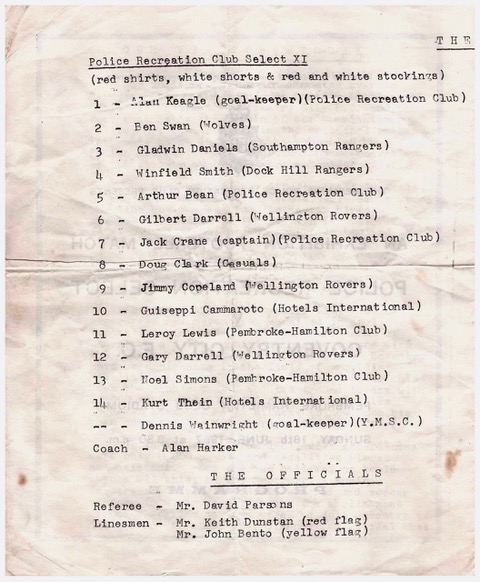 T H E
Police Recreation Club Select XI
(red shirts, white shorts & red and white stockings)
1 - Alan Keagle (goal-keeper)(Police Recreation Club)
2 - Ben Swan (Wolves)
3 - Gladwin Daniels (Southampton Rangers)
4 - Winfield Smith (Dock Hill Rangers)
5 - Arthur Bean (Police Recreation Club)
6 - Gilbert Darrell (Wellington Rovers)
7 - Jack Crane (captain)(Police Recreation Club)
8 - Doug Clark (Casuals)
9 - Jimmy Copeland (Wellington Rovers)
10 - Guiseppi Cammaroto (Hotels International)
11 - Leroy Lewis (Pembroke-Hamilton Club)
12 - Gary Darrell (Wellington Rovers)
13 - Noel Simons (Pembroke-Hamilton Club)
14 - Kurt Thein (Hotels International)
-- - Dennis Wainwright (goal-keeper)(Y.M.S.C.)
Coach - Alan Harker
T H E O F F I C I A L S
Referee - Mr. David Parsons
Linesmen - Mr. Keith Dunstan (red flag)
Mr. John Bento (yellow flag)